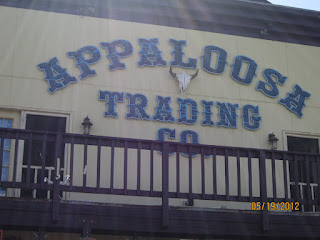 APPALOOSA
TRADING
CO.
05/19/2012